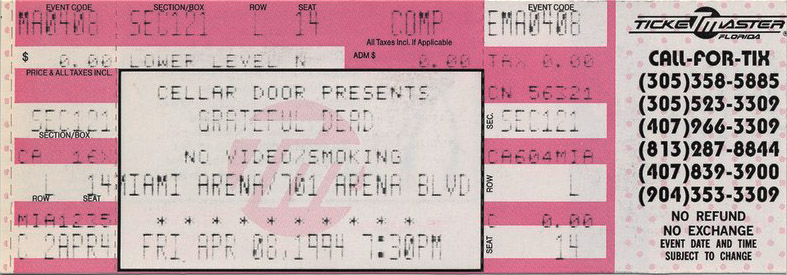 EVENT CODE SECTION/BOX ROW SEAT EVENT CODE
MA0408 SEC121 L 14 COMP EMA0408
All Taxes Incl. If Applicable
$ 0.00 LOWER LEVEL N ADM $ 0.00 TAX 0.00
PRICE & ALL TAXES INCL.
CELLAR DOOR PRESENTS CN 56321
SEC121 GRATEFUL DEAD SEC. SEC121
SECTION/BOX
CA NO VIDEO/SMOKING CA604MIA
L 14 MIAMI ARENA/701 ARENA BLVD ROW L
ROW SEAT
MIA1235 * * * * * * * * * C 0.00
C 2APR4 FRI APR 08,1994 7:30PM SEAT 14
TICKETMASTER
FLORIDA
CALL-FOR-TIX
(305)358-5885
(305)523-3309
(407)966-3309
(813)287-8844
(407)839-3900
(904)353-3309
NO REFUND
NO EXCHANGE
EVENT DATE AND TIME
SUBJECT TO CHANGE